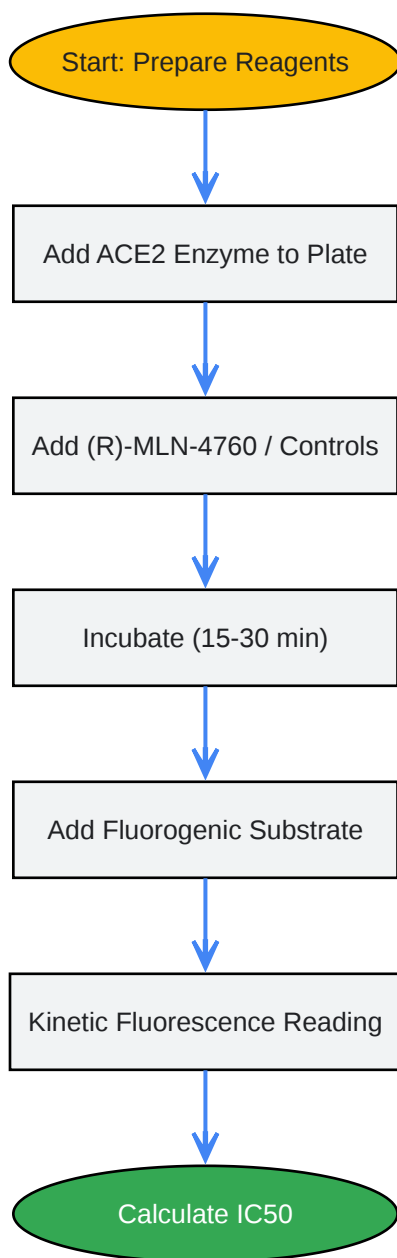 Start: Prepare Reagents
Add ACE2 Enzyme to Plate
Add (R)-MLN-4760 / Controls
Incubate (15-30 min)
Add Fluorogenic Substrate
Kinetic Fluorescence Reading
Calculate IC50